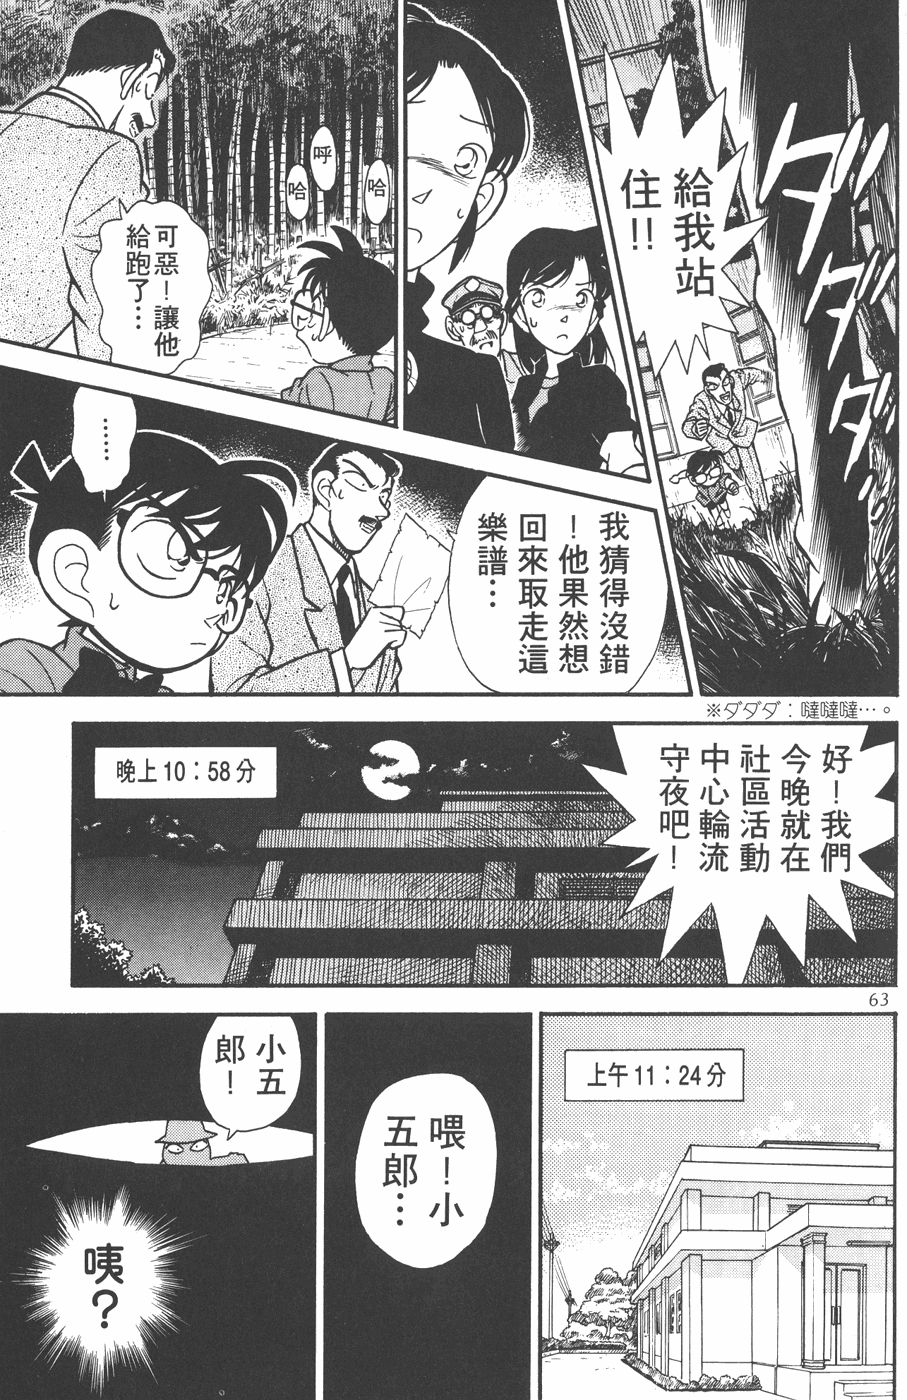 給我站
住!!
ダダダ
呼
哈
哈
可惡！讓他
給跑了…
我猜得沒錯
！他果然想
回來取走這
樂譜…
……
※ダダダ：噠噠噠…。
好！我們
今晚就在
社區活動
中心輪流
守夜吧！
晚上10：58分
63
上午11：24分
喂！小
五郎…
小五
郎！
咦？